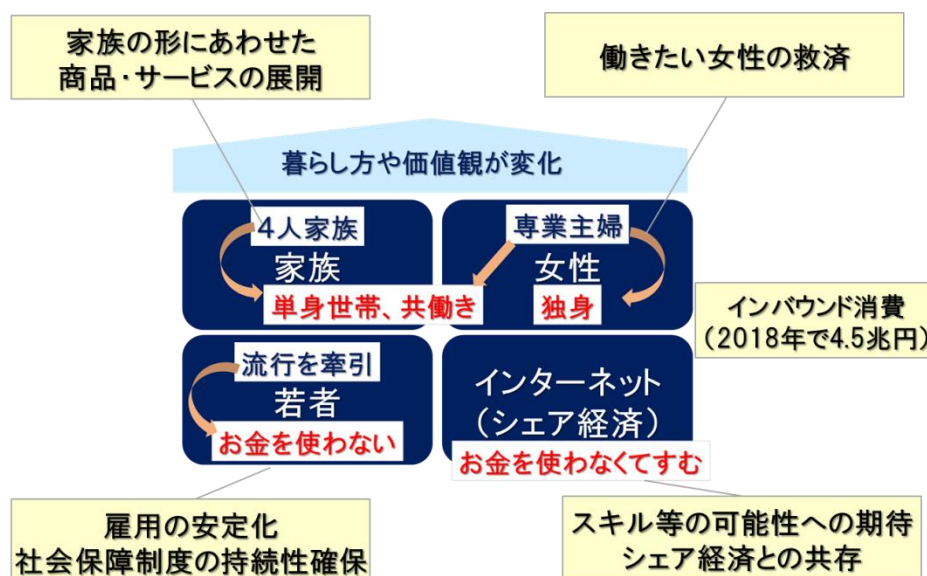 家族の形にあわせた
商品・サービスの展開
働きたい女性の救済
暮らし方や価値観が変化
4人家族
家族
単身世帯、共働き
専業主婦
女性
独身
インバウンド消費
(2018年で4.5兆円)
流行を牽引
若者
お金を使わない
インターネット
(シェア経済)
お金を使わなくてすむ
雇用の安定化
社会保障制度の持続性確保
スキル等の可能性への期待
シェア経済との共存